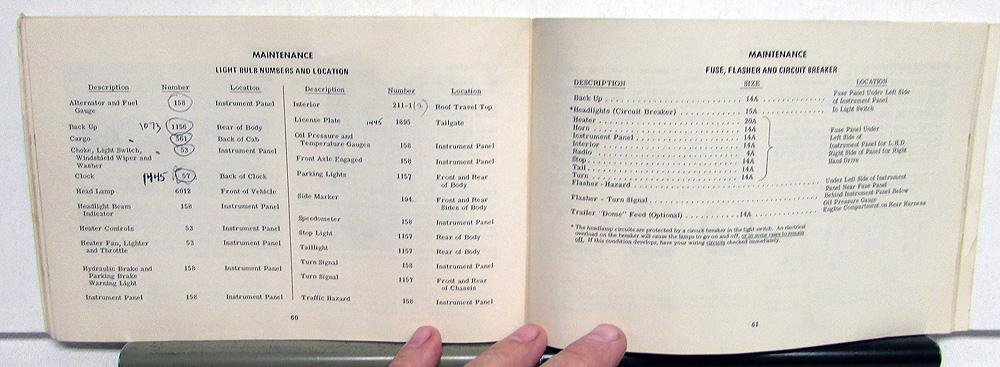 MAINTENANCE
LIGHT BULB NUMBERS AND LOCATION
Description Number Location
Alternator and Fuel Gauge 158 Instrument Panel
Back Up 1073 1156 Rear of Body
Cargo 561 Back of Cab
Choke, Light Switch, 53 Instrument Panel
Windshield Wiper and
Washer
Clock 1445 57 Back of Clock
Head Lamp 6012 Front of Vehicle
Headlight Beam 158 Instrument Panel
Indicator
Heater Controls 53 Instrument Panel
Heater Fan, Lighter 53 Instrument Panel
and Throttle
Hydraulic Brake and 158 Instrument Panel
Parking Brake
Warning Light
Instrument Panel 158 Instrument Panel
Description Number Location
Interior 211-1 (2) Roof Travel Top
License Plate 1445 1895 Tailgate
Oil Pressure and
Temperature Gauges 158 Instrument Panel
Front Axle Engaged 158 Instrument Panel
Parking Lights 1157 Front and Rear
of Body
Side Marker 194 Front and Rear
Sides of Body
Speedometer 158 Instrument Panel
Stop Light 1157 Rear of Body
Taillight 1157 Rear of Body
Turn Signal 158 Instrument Panel
Turn Signal 1157 Front and Rear
of Chassis
Traffic Hazard 158 Instrument Panel
60
MAINTENANCE
FUSE, FLASHER AND CIRCUIT BREAKER
DESCRIPTION SIZE LOCATION
Back Up 14A Fuse Panel Under Left Side
of Instrument Panel
*Headlights (Circuit Breaker) 15A In Light Switch
Heater 20A
Horn 14A
Instrument Panel 14A
Interior 14A
Radio 4A
Stop 14A
Tail 14A
Turn 14A
Fuse Panel Under
Left Side of
Instrument Panel for L.H.D.
Right Side of Panel for Right
Hand Drive
Flasher - Hazard Under Left Side of Instrument
Panel Near Fuse Panel
Flasher - Turn Signal Behind Instrument Panel Below
Oil Pressure Gauge
Trailer "Dome" Feed (Optional) 14A Engine Compartment on Rear Harness
* The headlamp circuits are protected by a circuit breaker in the light switch. An electrical
overload on the breaker will cause the lamps to go on and off, or in some cases to remain
off. If this condition develops, have your wiring circuits checked immediately.
61